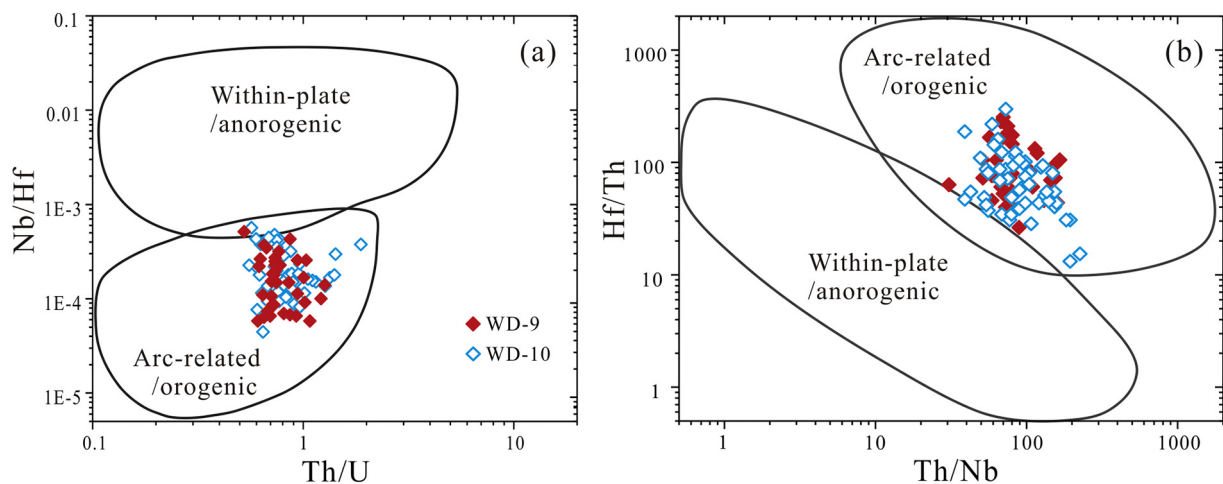 (a)
0.1
0.01
1E-3
1E-4
1E-5
Nb/Hf
Within-plate
/anorogenic
Arc-related
/orogenic
WD-9
WD-10
0.1
1
10
Th/U
(b)
1000
100
10
1
Hf/Th
Arc-related
/orogenic
Within-plate
/anorogenic
1
10
100
1000
Th/Nb